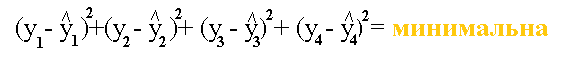 (y₁ - ŷ₁)² + (y₂ - ŷ₂)² + (y₃ - ŷ₃)² + (y₄ - ŷ₄)² = минимальна